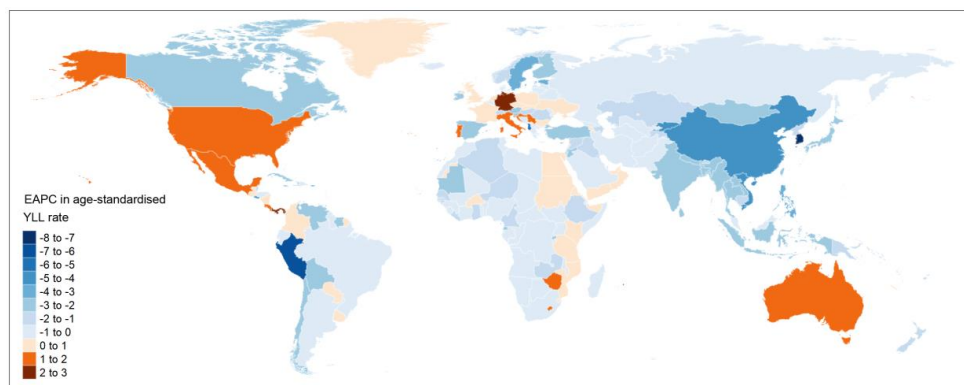 EAPC in age-standardised
YLL rate
-8 to -7
-7 to -6
-6 to -5
-5 to -4
-4 to -3
-3 to -2
-2 to -1
-1 to 0
0 to 1
1 to 2
2 to 3